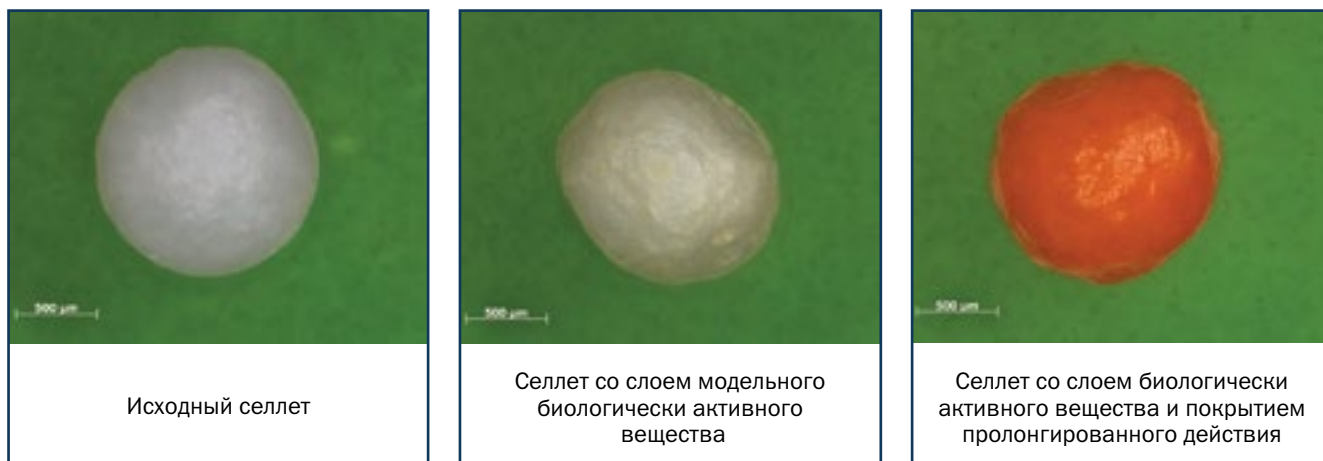 500 µm
500 µm
500 µm
Исходный селлет
Селлет со слоем модельного
биологически активного
вещества
Селлет со слоем биологически
активного вещества и покрытием
пролонгированного действия